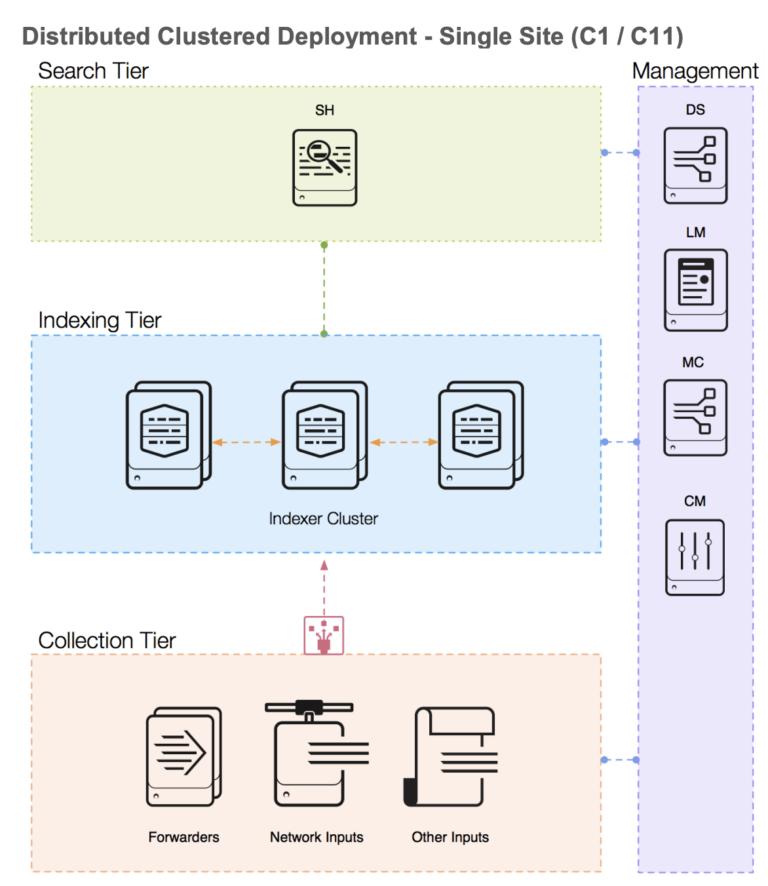 Distributed Clustered Deployment - Single Site (C1 / C11)
Search Tier
Management
SH
DS
LM
Indexing Tier
MC
Indexer Cluster
CM
Collection Tier
Forwarders
Network Inputs
Other Inputs